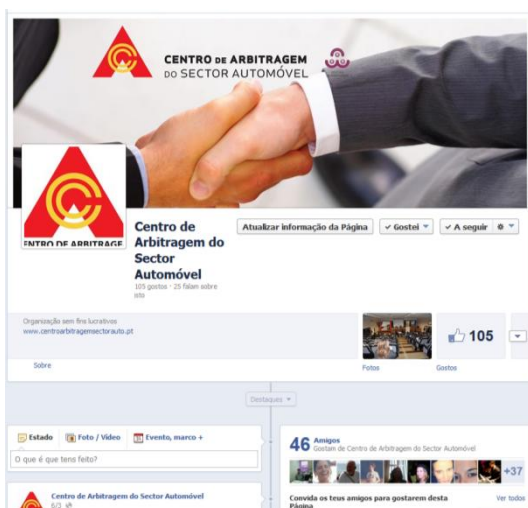 CENTRO DE ARBITRAGEM
DO SECTOR AUTOMÓVEL
ENTRO DE ARBITRAGE
Centro de
Arbitragem do
Sector
Automóvel
105 gostos · 25 falam sobre
isto
Atualizar informação da Página
Gostei
A seguir
Organização sem fins lucrativos
www.centroarbitragemsectorauto.pt
Sobre
Fotos
105
Gostos
Destaques
Estado
Foto / Vídeo
Evento, marco +
O que é que tens feito?
46 Amigos
Gostam de Centro de Arbitragem do Sector Automóvel
+37
Centro de Arbitragem do Sector Automóvel
6/3
Convida os teus amigos para gostarem desta
Página
Ver todos